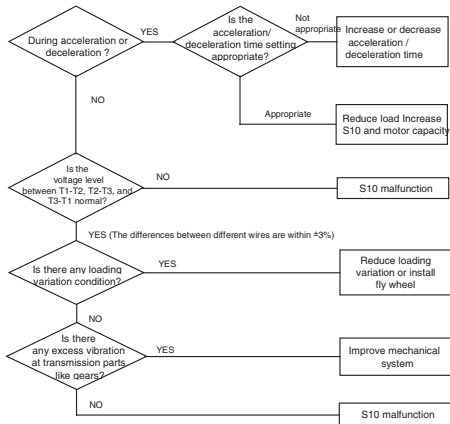 During acceleration or
deceleration ?
YES
Is the
acceleration/
deceleration time setting
appropriate?
Not
appropriate
Increase or decrease
acceleration /
deceleration time
NO
Appropriate
Reduce load Increase
S10 and motor capacity
Is the
voltage level
between T1-T2, T2-T3, and
T3-T1 normal?
NO
S10 malfunction
YES (The differences between different wires are within ±3%)
Is there any loading
variation condition?
YES
Reduce loading
variation or install
fly wheel
NO
Is there
any excess vibration
at transmission parts
like gears?
YES
Improve mechanical
system
NO
S10 malfunction